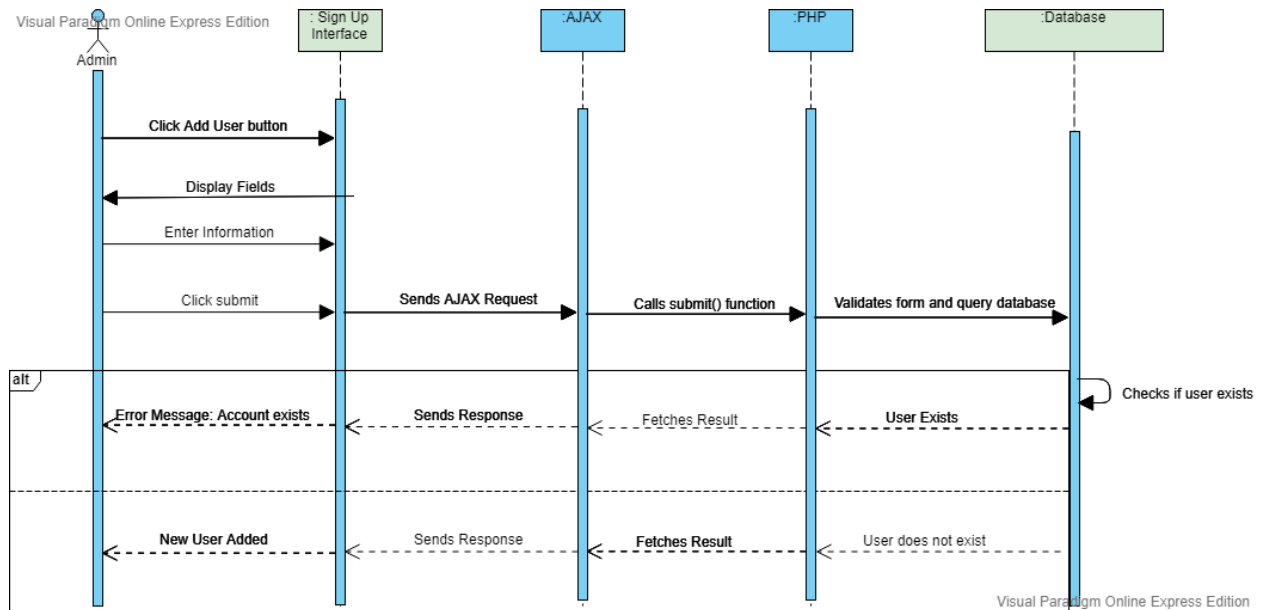 Visual Paradigm Online Express Edition
: Sign Up
Interface
:AJAX
:PHP
:Database
Admin
Click Add User button
Display Fields
Enter Information
Click submit
Sends AJAX Request
Calls submit() function
Validates form and query database
alt
Checks if user exists
Error Message: Account exists
Sends Response
Fetches Result
User Exists
New User Added
Sends Response
Fetches Result
User does not exist
Visual Paradigm Online Express Edition